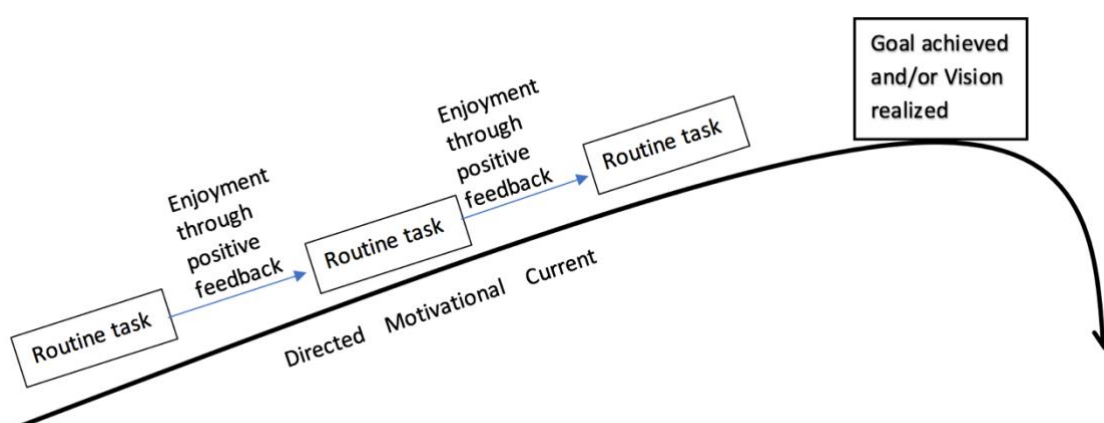 Goal achieved
and/or Vision
realized
Enjoyment
through
positive
feedback
Routine task
Enjoyment
through
positive
feedback
Routine task
Routine task
Directed Motivational Current